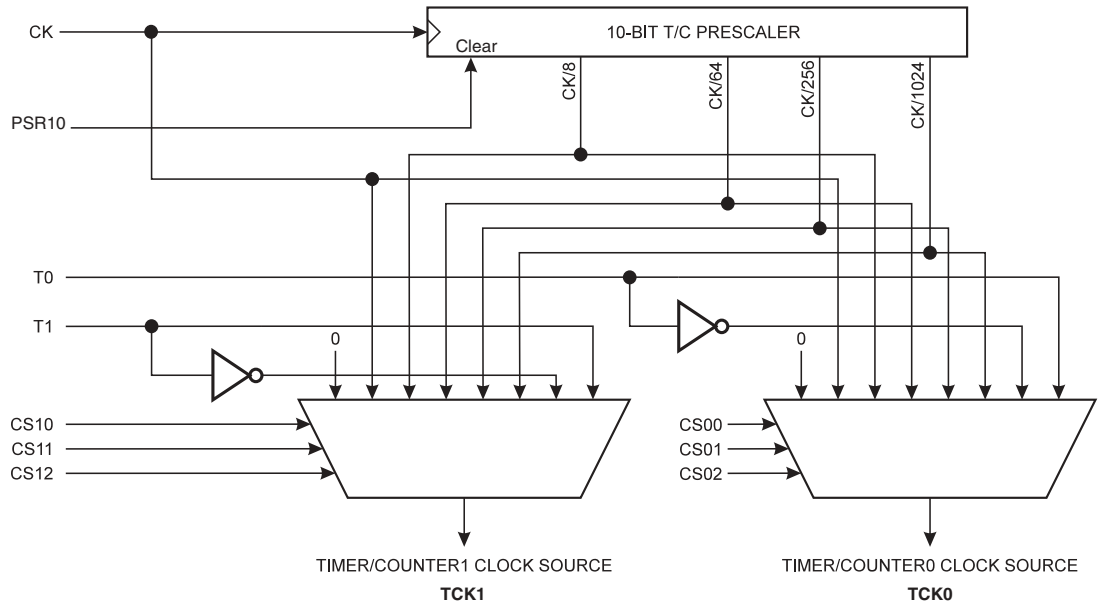 CK
10-BIT T/C PRESCALER
Clear
CK/8
CK/64
CK/256
CK/1024
PSR10
T0
T1
0
0
CS10
CS11
CS12
CS00
CS01
CS02
TIMER/COUNTER1 CLOCK SOURCE
TCK1
TIMER/COUNTER0 CLOCK SOURCE
TCK0